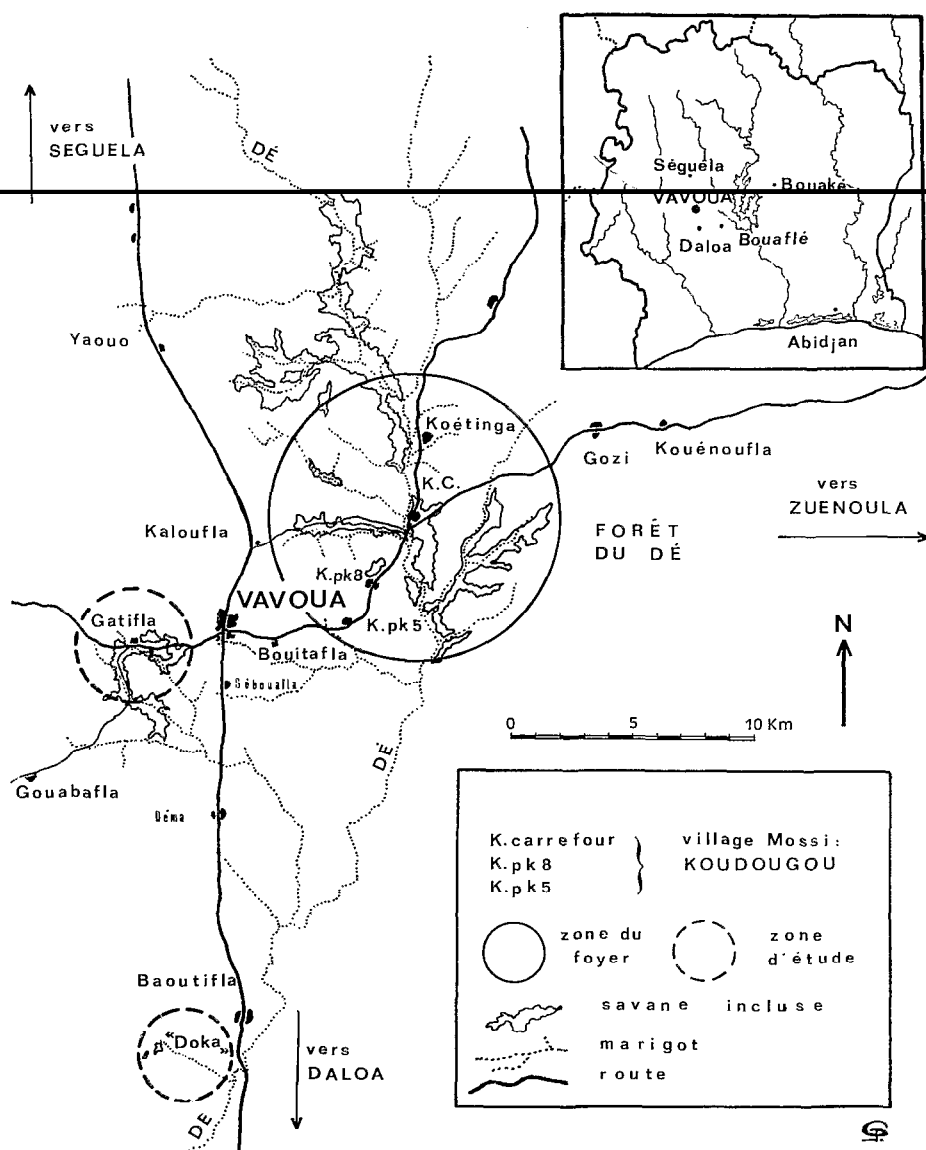 vers
SEGUELA
DÉ
Séguéla
Bouaké
VAVOUA
Daloa
Bouaflé
Abidjan
Yaouo
Koétinga
Gozi
Kouénoufla
K.C.
vers
ZUENOULA
Kaloufla
FORÊT
DU DÉ
K.pk8
VAVOUA
Gatifla
K.pk5
Bouitafla
N
Sébouafla
0 5 10 Km
DÉ
Gouabafla
Déma
K.carrefour
K.pk8
K.pk5
village Mossi:
KOUDOUGOU
zone du
foyer
zone
d'étude
Baoutifla
savane incluse
"Doka"
marigot
vers
DALOA
route
DÉ